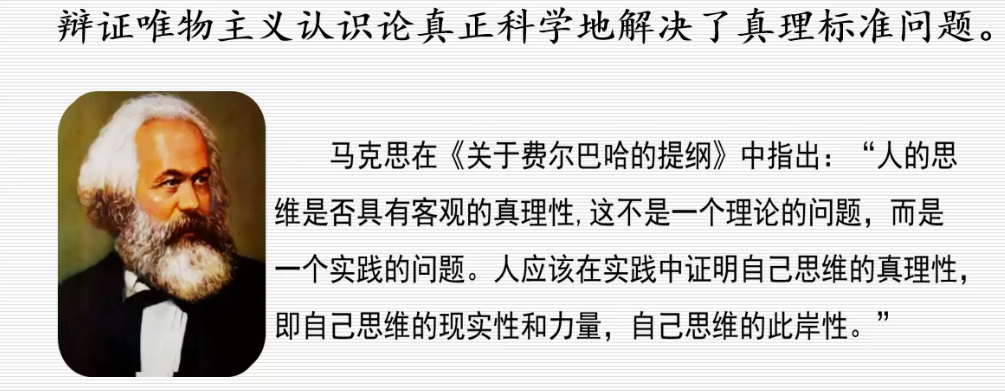 辩证唯物主义认识论真正科学地解决了真理标准问题。
马克思在《关于费尔巴哈的提纲》中指出：“人的思
维是否具有客观的真理性,这不是一个理论的问题，而是
一个实践的问题。人应该在实践中证明自己思维的真理性，
即自己思维的现实性和力量，自己思维的此岸性。”